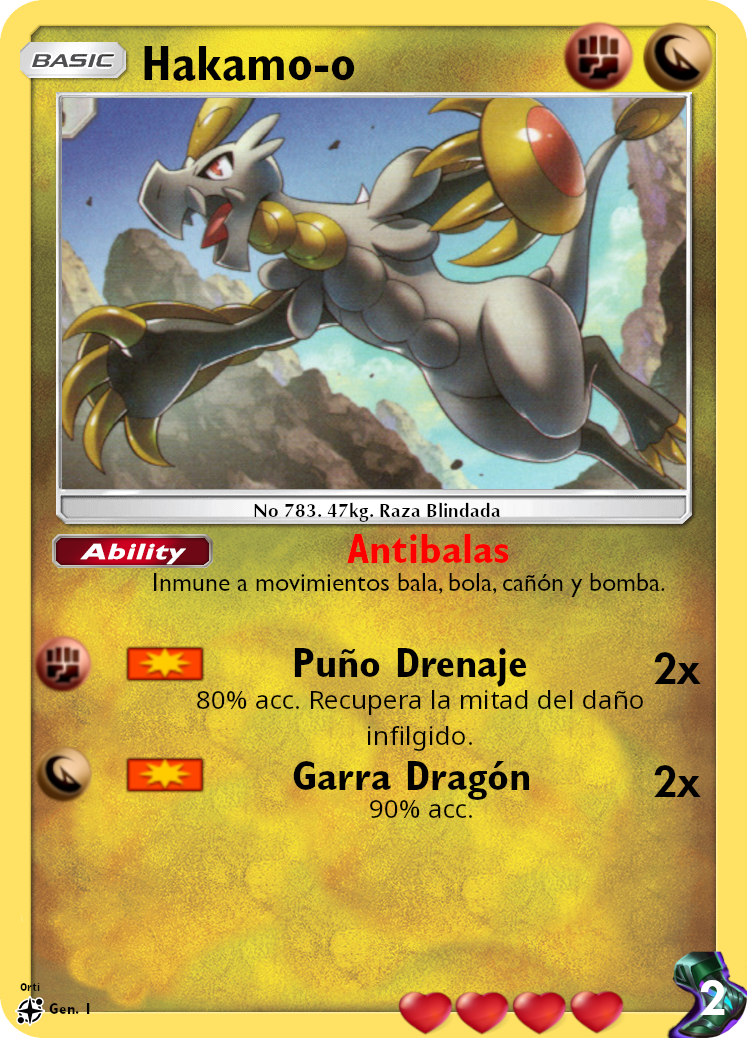 BASIC Hakamo-o
No 783. 47kg. Raza Blindada
Ability Antibalas
Inmune a movimientos bala, bola, cañón y bomba.
Puño Drenaje 2x
80% acc. Recupera la mitad del daño
infilgido.
Garra Dragón 2x
90% acc.
Orti
Gen. 1
2